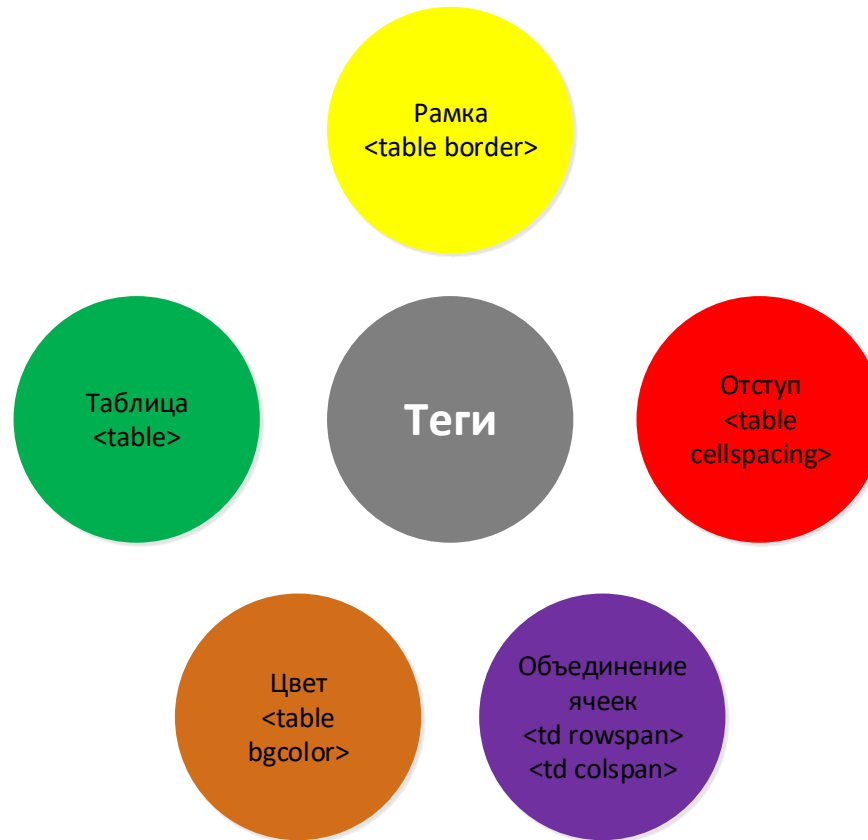 Рамка
<table border>
Таблица
<table>
Теги
Отступ
<table
cellspacing>
Цвет
<table
bgcolor>
Объединение
ячеек
<td rowspan>
<td colspan>